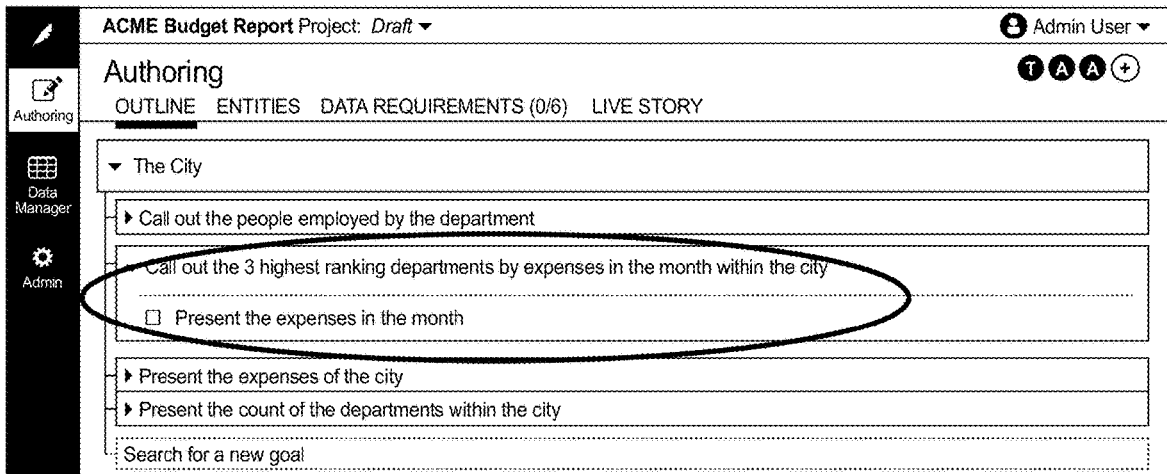 ACME Budget Report Project: Draft
Admin User
Authoring
T A A +
Authoring
OUTLINE ENTITIES DATA REQUIREMENTS (0/6) LIVE STORY
The City
Data
Manager
Call out the people employed by the department
Call out the 3 highest ranking departments by expenses in the month within the city
Admin
Present the expenses in the month
Present the expenses of the city
Present the count of the departments within the city
Search for a new goal